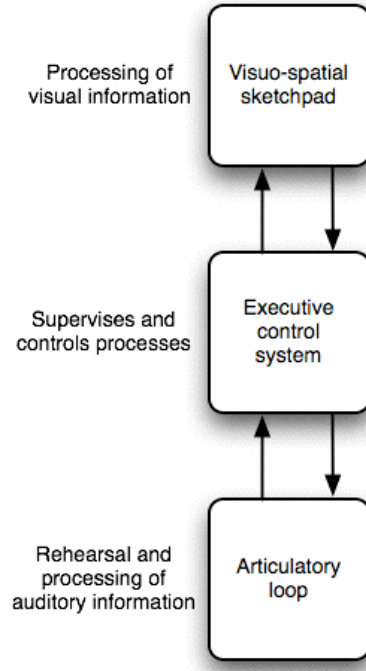 Processing of
visual information
Visuo-spatial
sketchpad
Supervises and
controls processes
Executive
control
system
Rehearsal and
processing of
auditory information
Articulatory
loop